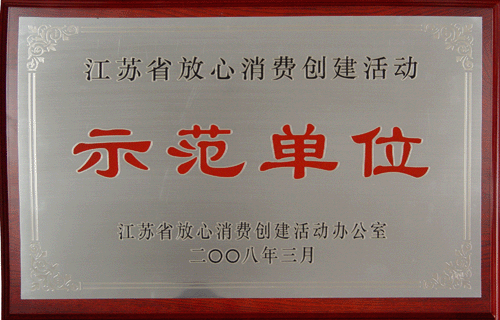 江苏省放心消费创建活动
示范单位
江苏省放心消费创建活动办公室
二〇〇八年三月